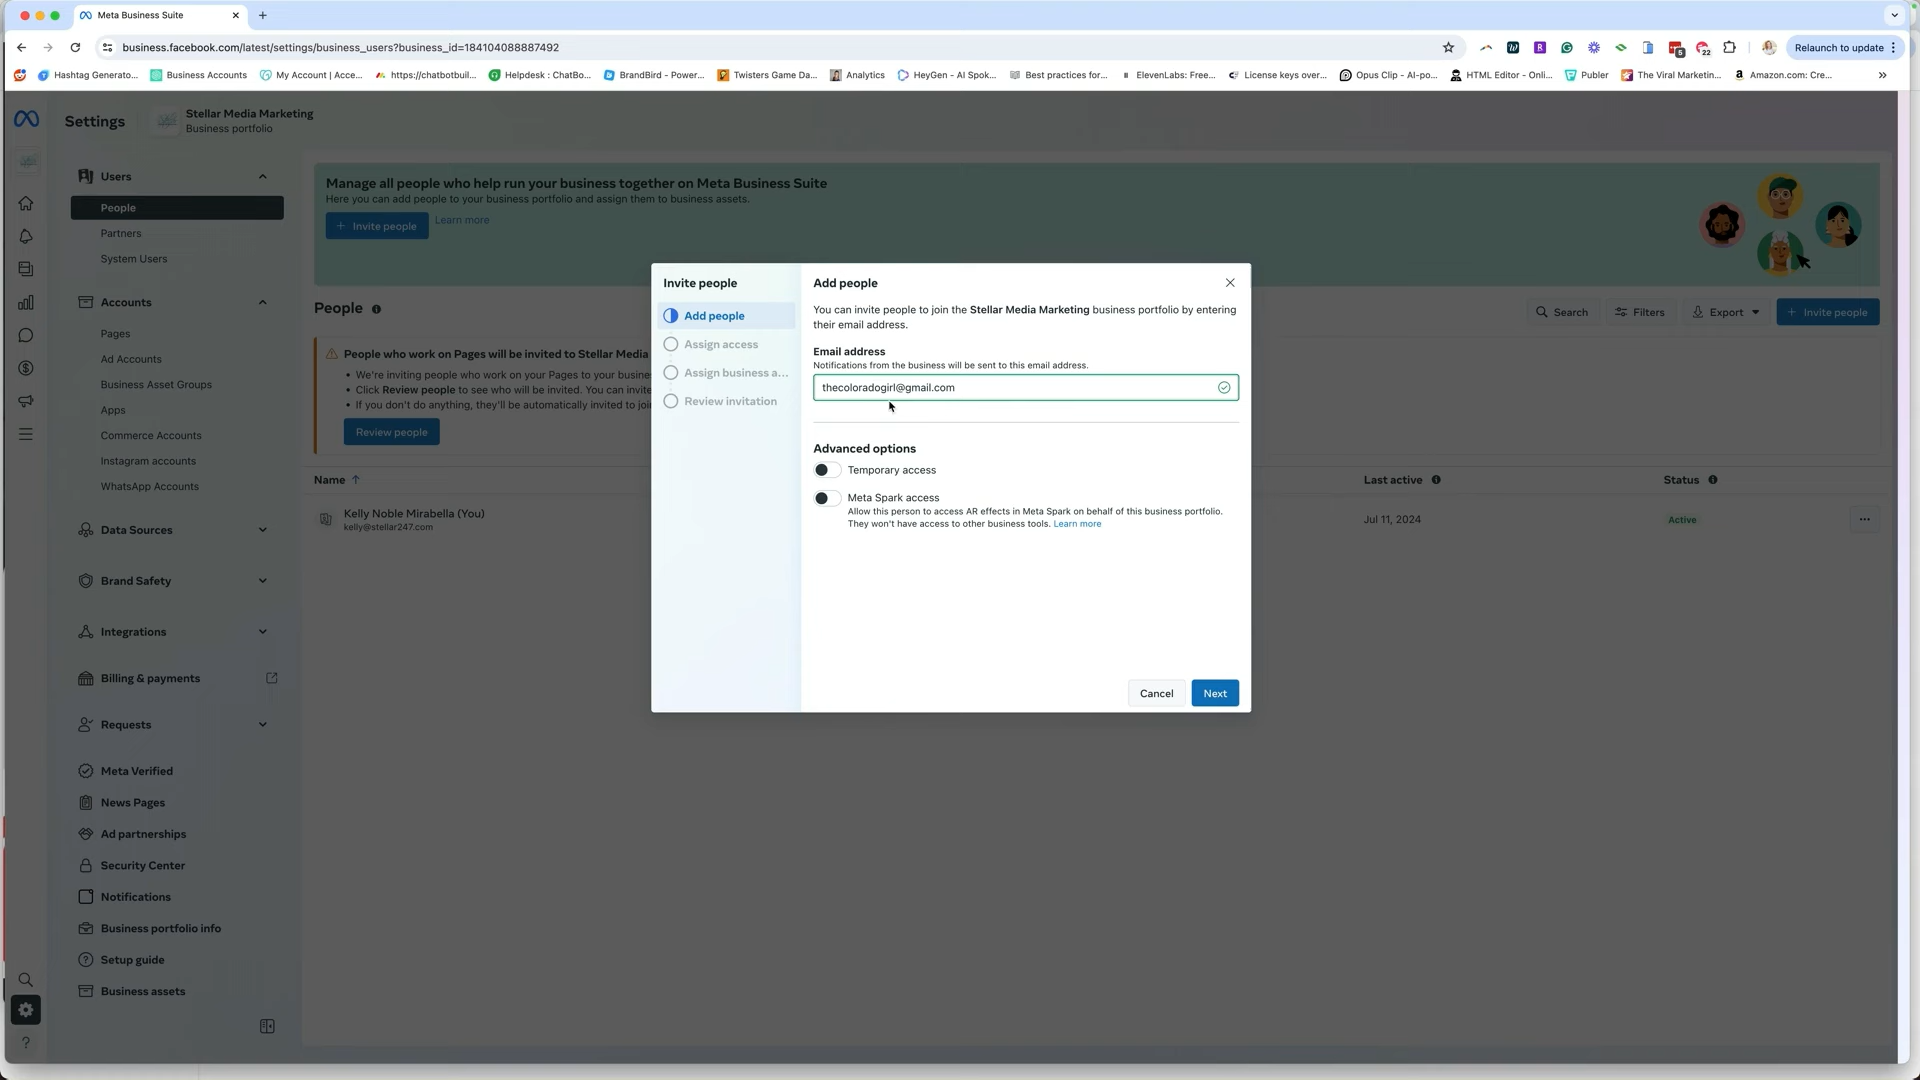 Meta Business Suite
business.facebook.com/latest/settings/business_users?business_id=184104088887492
Relaunch to update
Hashtag Generato...
Business Accounts
My Account | Acce...
https://chatbotbuil...
Helpdesk : ChatBo...
BrandBird - Power...
Twisters Game Da...
Analytics
HeyGen - AI Spok...
Best practices for...
ElevenLabs: Free...
License keys over...
Opus Clip - AI-po...
HTML Editor - Onli...
Publer
The Viral Marketin...
Amazon.com: Cre...
5
22
Settings
Stellar Media Marketing
Business portfolio
Users
People
Partners
System Users
Accounts
Pages
Ad Accounts
Business Asset Groups
Apps
Commerce Accounts
Instagram accounts
WhatsApp Accounts
Data Sources
Brand Safety
Integrations
Billing & payments
Requests
Meta Verified
News Pages
Ad partnerships
Security Center
Notifications
Business portfolio info
Setup guide
Business assets
Manage all people who help run your business together on Meta Business Suite
Here you can add people to your business portfolio and assign them to business assets.
+ Invite people
Learn more
People
Search
Filters
Export
+ Invite people
People who work on Pages will be invited to Stellar Media
• We're inviting people who work on your Pages to your busine
• Click Review people to see who will be invited. You can invite
• If you don't do anything, they'll be automatically invited to joi
Review people
Name
Last active
Status
Kelly Noble Mirabella (You)
kelly@stellar247.com
Jul 11, 2024
Active
Invite people
Add people
Assign access
Assign business a...
Review invitation
Add people
You can invite people to join the Stellar Media Marketing business portfolio by entering
their email address.
Email address
Notifications from the business will be sent to this email address.
thecoloradogirl@gmail.com
Advanced options
Temporary access
Meta Spark access
Allow this person to access AR effects in Meta Spark on behalf of this business portfolio.
They won't have access to other business tools. Learn more
Cancel
Next